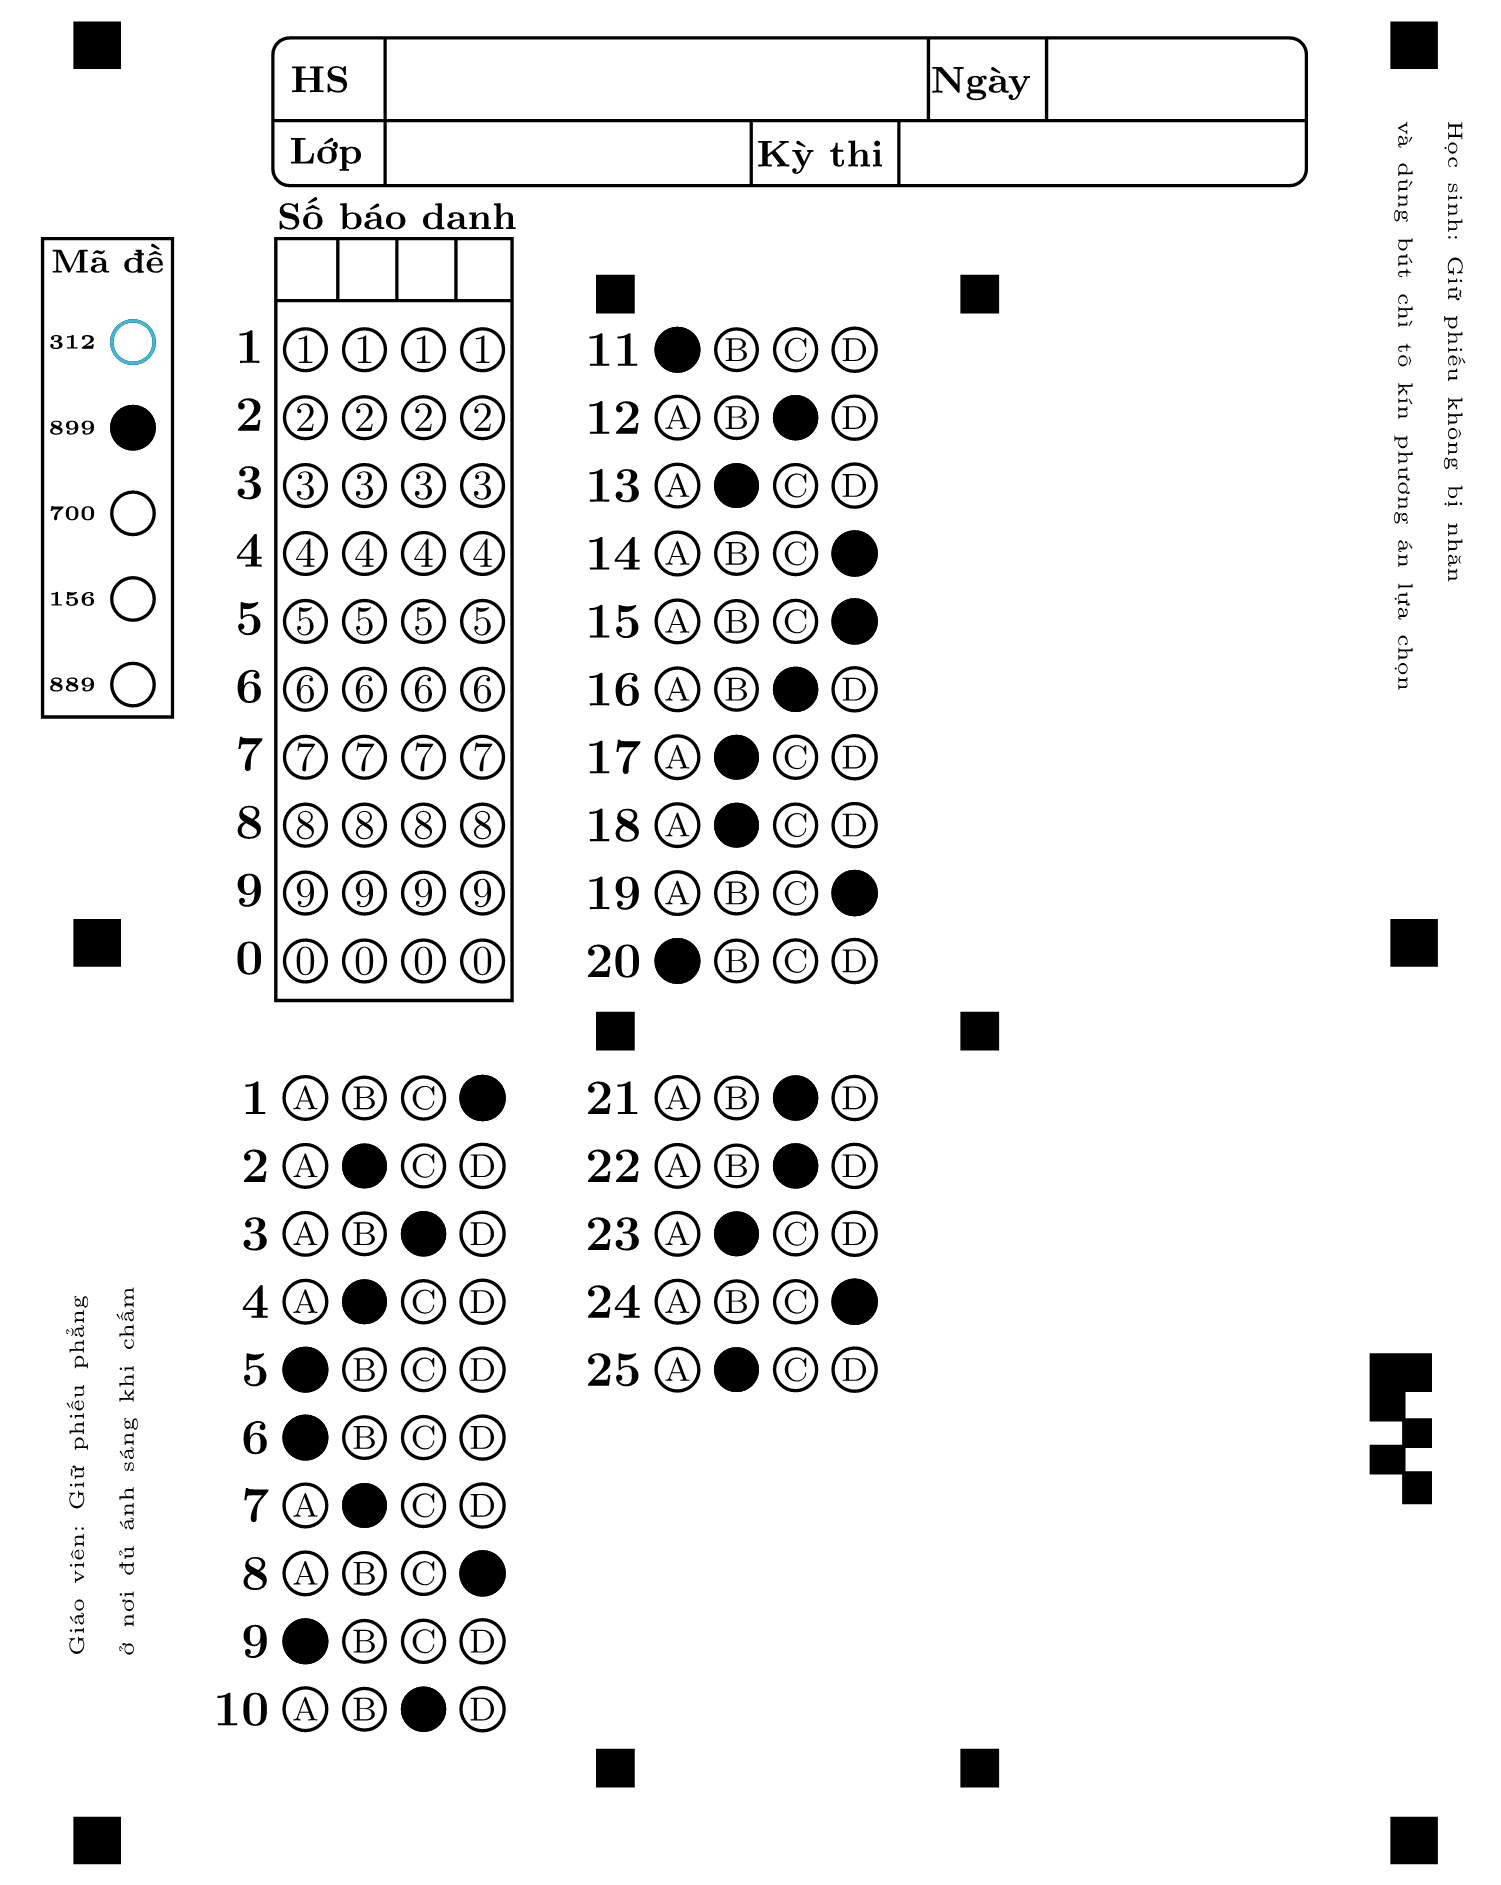 HS
Ngày
Lớp
Kỳ thi
Số báo danh
Mã đề
312
899
700
156
889
1 1 1 1 1
2 2 2 2 2
3 3 3 3 3
4 4 4 4 4
5 5 5 5 5
6 6 6 6 6
7 7 7 7 7
8 8 8 8 8
9 9 9 9 9
0 0 0 0 0
11 B C D
12 A B D
13 A C D
14 A B C
15 A B C
16 A B D
17 A C D
18 A C D
19 A B C
20 B C D
1 A B C
2 A C D
3 A B D
4 A C D
5 B C D
6 B C D
7 A C D
8 A B C
9 B C D
10 A B D
21 A B D
22 A B D
23 A C D
24 A B C
25 A C D
Học sinh: Giữ phiếu không bị nhăn
và dùng bút chì tô kín phương án lựa chọn
Giáo viên: Giữ phiếu phẳng
ở nơi đủ ánh sáng khi chấm